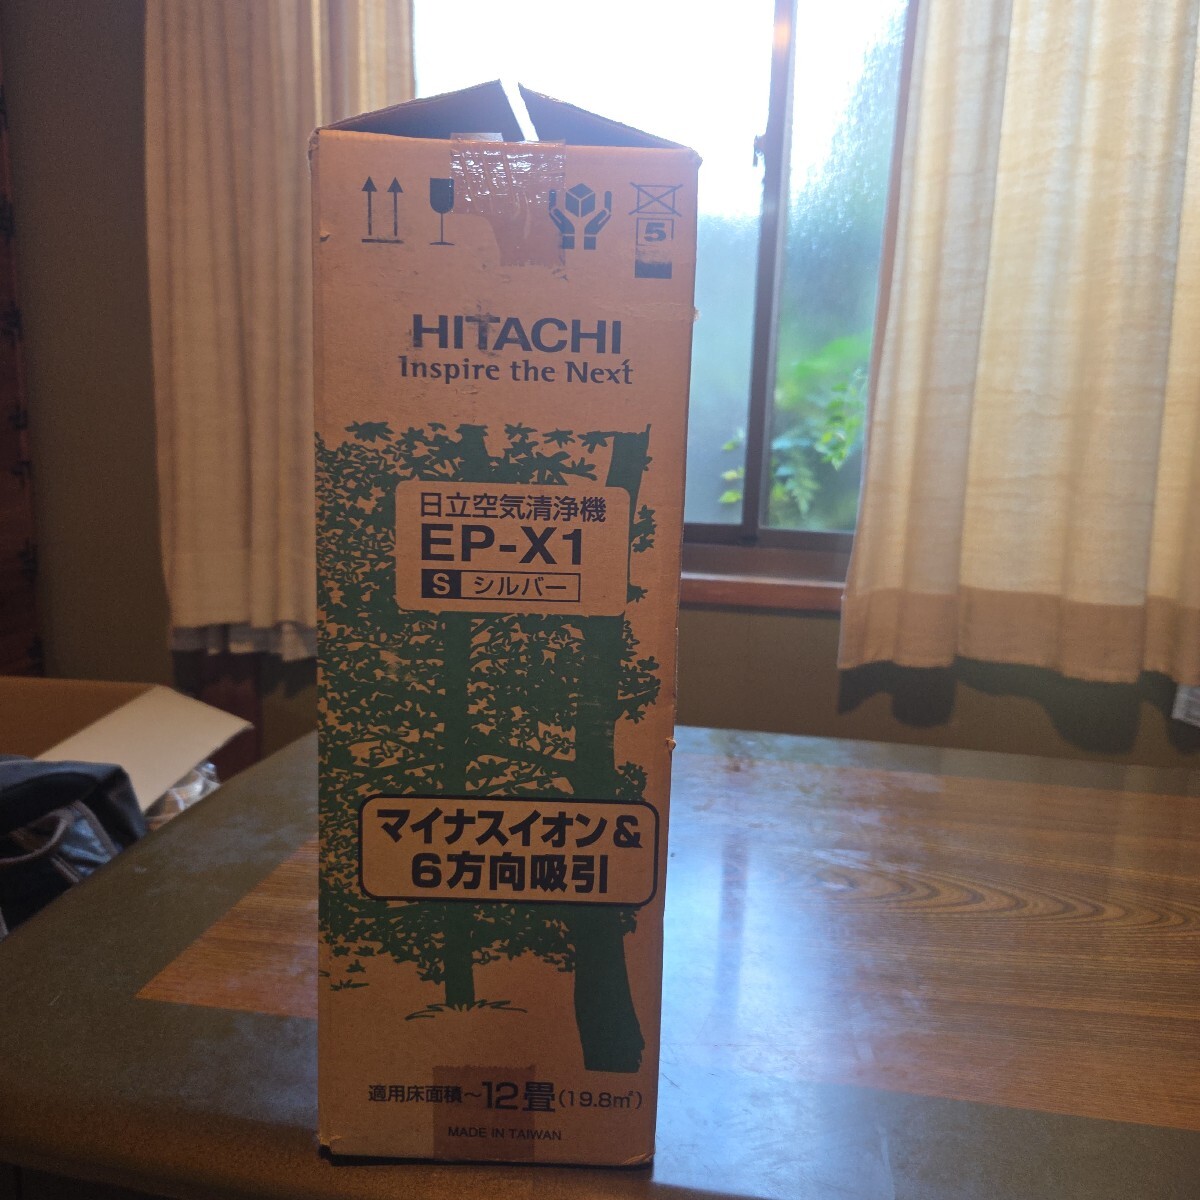 5
HITACHI
Inspire the Next
日立空気清浄機
EP-X1
S シルバー
マイナスイオン&
6方向吸引
適用床面積~12畳(19.8㎡)
MADE IN TAIWAN